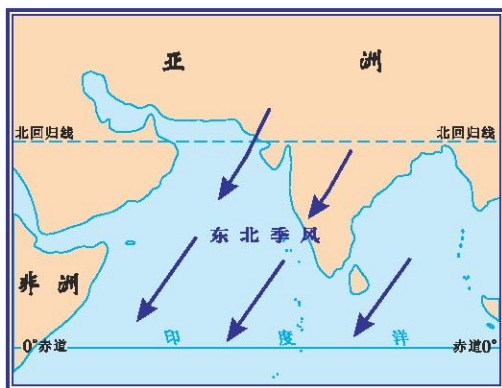 亚 洲
北回归线 北回归线
东北季风
非洲
0°赤道 印度洋 赤道0°